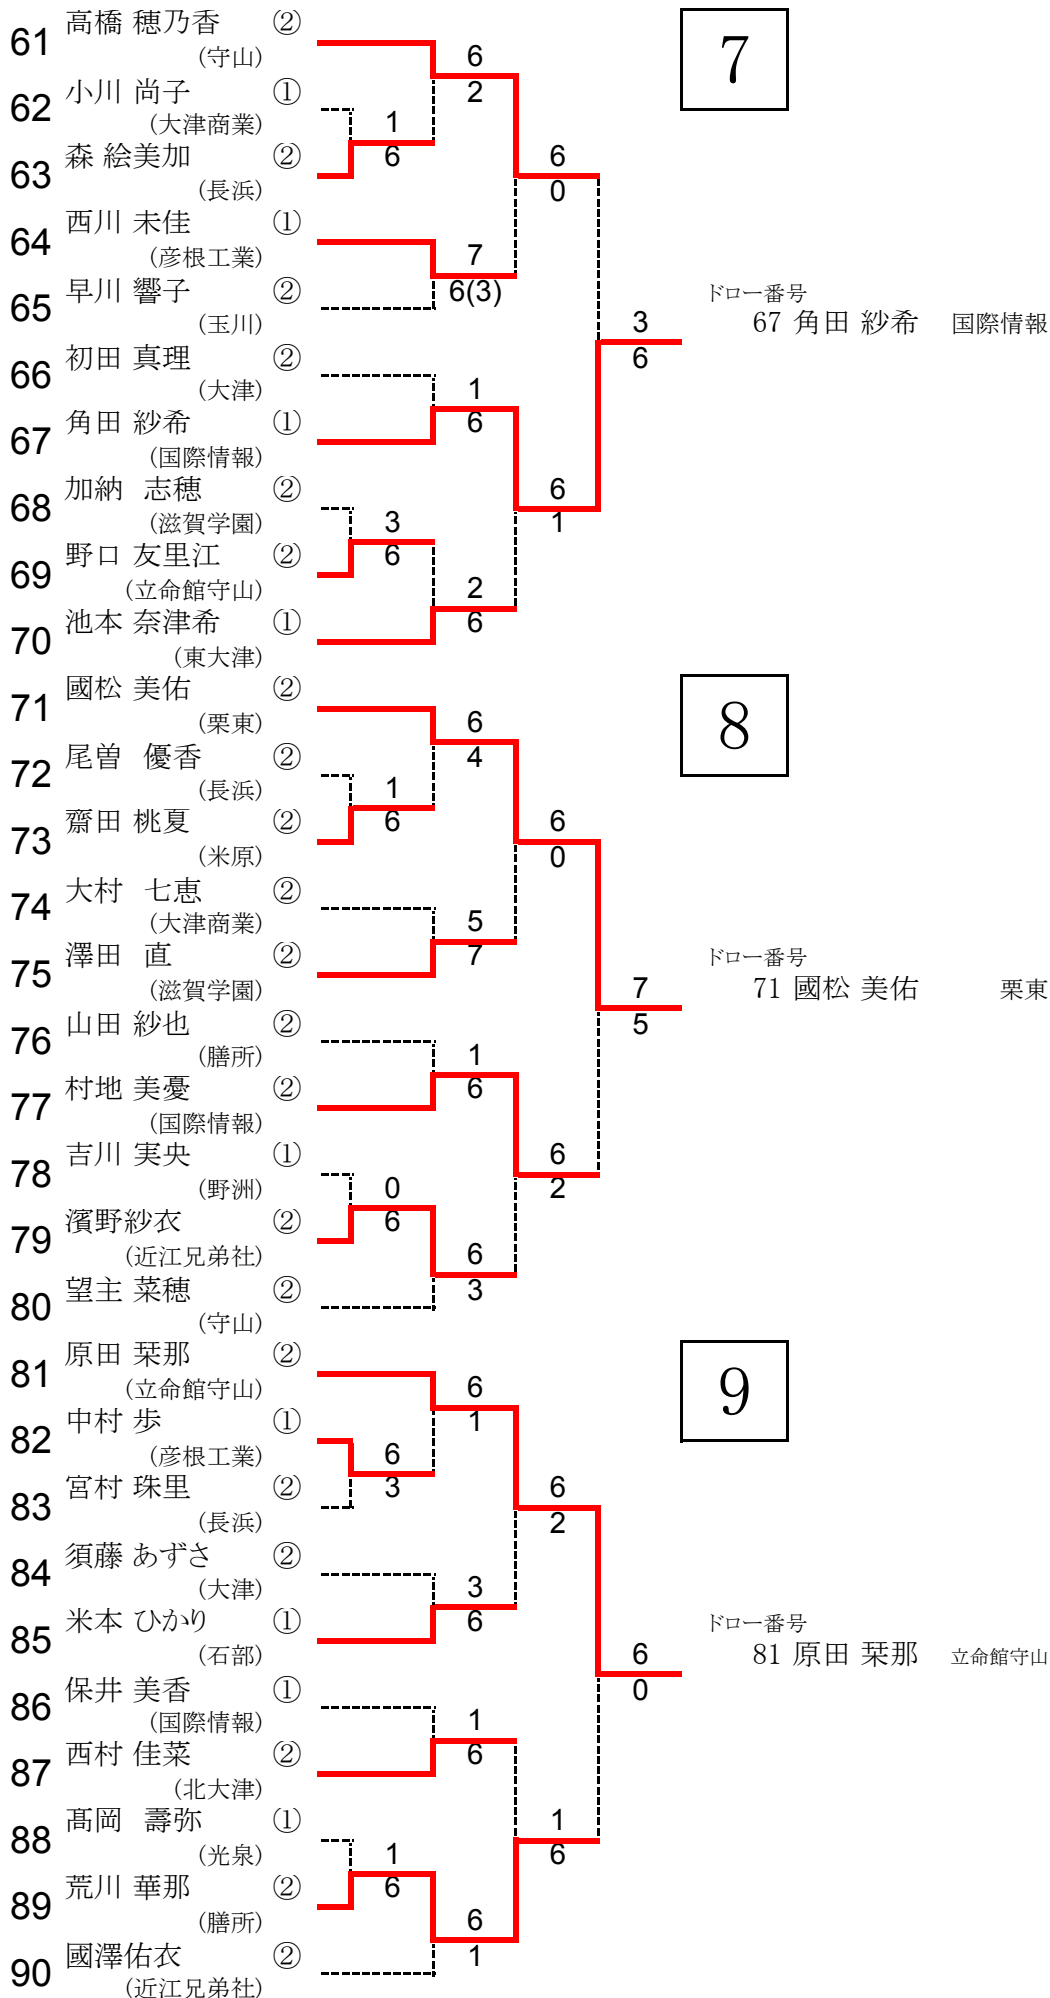 高橋 穂乃香 ②
61
(守山)
6
2
7
小川 尚子 ①
62
(大津商業)
1
6
森 絵美加 ②
63
(長浜)
6
0
西川 未佳 ①
64
(彦根工業)
7
6(3)
早川 響子 ②
65
(玉川)
ドロー番号
67 角田 紗希 国際情報
3
6
初田 真理 ②
66
(大津)
1
6
角田 紗希 ①
67
(国際情報)
加納 志穂 ②
68
(滋賀学園)
6
1
3
6
野口 友里江 ②
69
(立命館守山)
2
6
池本 奈津希 ①
70
(東大津)
國松 美佑 ②
71
(栗東)
6
4
8
尾曽 優香 ②
72
(長浜)
1
6
齋田 桃夏 ②
73
(米原)
6
0
大村 七恵 ②
74
(大津商業)
5
7
澤田 直 ②
75
(滋賀学園)
ドロー番号
71 國松 美佑 栗東
7
5
山田 紗也 ②
76
(膳所)
1
6
村地 美憂 ②
77
(国際情報)
吉川 実央 ①
78
(野洲)
6
2
0
6
濱野紗衣 ②
79
(近江兄弟社)
6
3
望主 菜穂 ②
80
(守山)
原田 栞那 ②
81
(立命館守山)
6
1
9
中村 歩 ①
82
(彦根工業)
6
3
宮村 珠里 ②
83
(長浜)
6
2
須藤 あずさ ②
84
(大津)
3
6
米本 ひかり ①
85
(石部)
ドロー番号
81 原田 栞那 立命館守山
6
0
保井 美香 ①
86
(国際情報)
1
6
西村 佳菜 ②
87
(北大津)
髙岡 壽弥 ①
88
(光泉)
1
6
1
6
荒川 華那 ②
89
(膳所)
6
1
國澤佑衣 ②
90
(近江兄弟社)